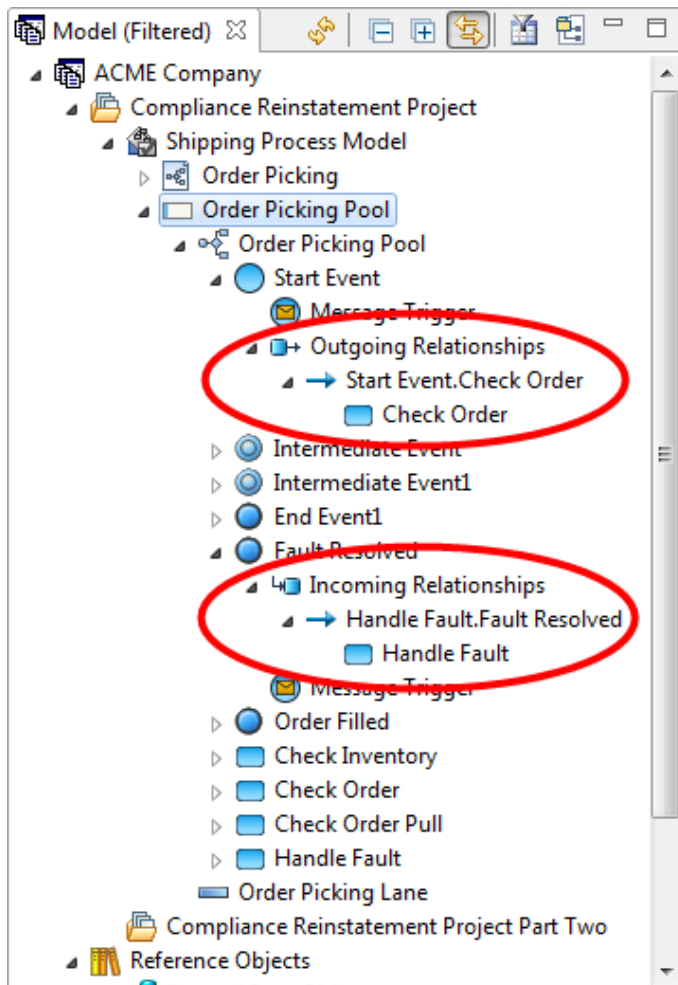 Model (Filtered)
ACME Company
Compliance Reinstatement Project
Shipping Process Model
Order Picking
Order Picking Pool
Order Picking Pool
Start Event
Message Trigger
Outgoing Relationships
Start Event.Check Order
Check Order
Intermediate Event
Intermediate Event1
End Event1
Fault Resolved
Incoming Relationships
Handle Fault.Fault Resolved
Handle Fault
Message Trigger
Order Filled
Check Inventory
Check Order
Check Order Pull
Handle Fault
Order Picking Lane
Compliance Reinstatement Project Part Two
Reference Objects